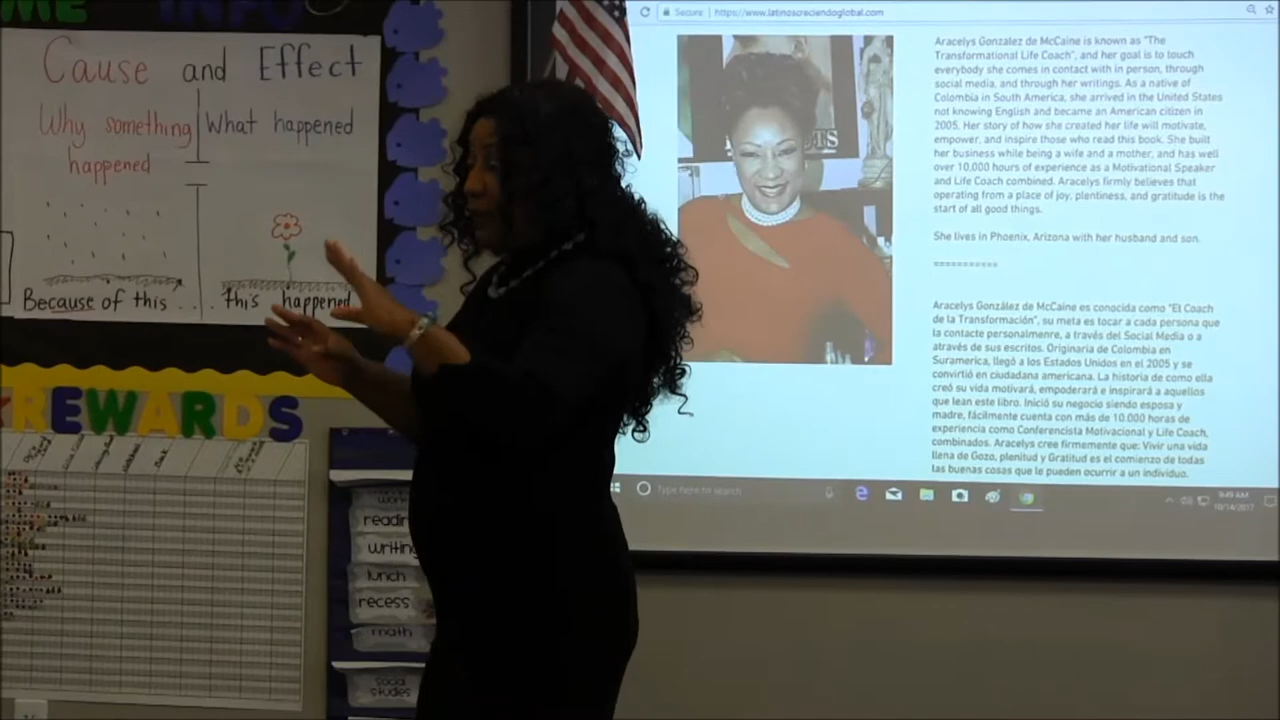 ME INFO
Cause and Effect
Why something What happened
happened
Because of this . . . . this happened
REWARDS
reading
writing
lunch
recess
math
social
studies
Secure | https://www.latinoscreciendoglobal.com
Aracelys Gonzalez de McCaine is known as "The
Transformational Life Coach", and her goal is to touch
everybody she comes in contact with in person, through
social media, and through her writings. As a native of
Colombia in South America, she arrived in the United States
not knowing English and became an American citizen in
2005. Her story of how she created her life will motivate,
empower, and inspire those who read this book. She built
her business while being a wife and a mother, and has well
over 10,000 hours of experience as a Motivational Speaker
and Life Coach combined. Aracelys firmly believes that
operating from a place of joy, plentiness, and gratitude is the
start of all good things.
She lives in Phoenix, Arizona with her husband and son.
===========
Aracelys González de McCaine es conocida como "El Coach
de la Transformación", su meta es tocar a cada persona que
la contacte personalmenre, a través del Social Media o a
através de sus escritos. Originaria de Colombia en
Suramerica, llegó a los Estados Unidos en el 2005 y se
convirtió en ciudadana americana. La historia de como ella
creó su vida motivará, empoderará e inspirará a aquellos
que lean este libro. Inició su negocio siendo esposa y
madre, fácilmente cuenta con más de 10.000 horas de
experiencia como Conferencista Motivacional y Life Coach,
combinados. Aracelys cree firmemente que: Vivir una vida
llena de Gozo, plenitud y Gratitud es el comienzo de todas
las buenas cosas que le pueden ocurrir a un individuo.
Type here to search
9:49 AM
10/14/2017